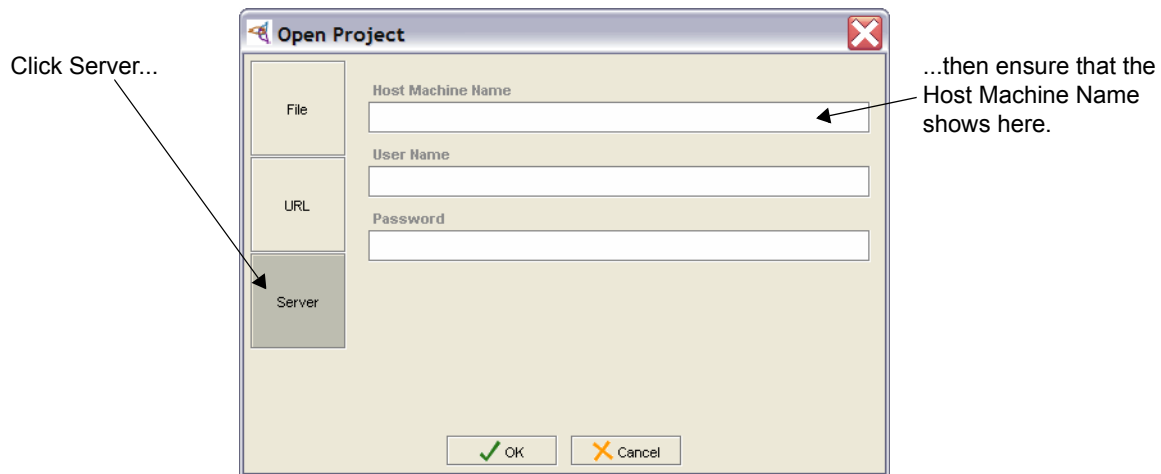 Open Project
Click Server...
...then ensure that the
Host Machine Name
shows here.
File
URL
Server
Host Machine Name
User Name
Password
OK
Cancel